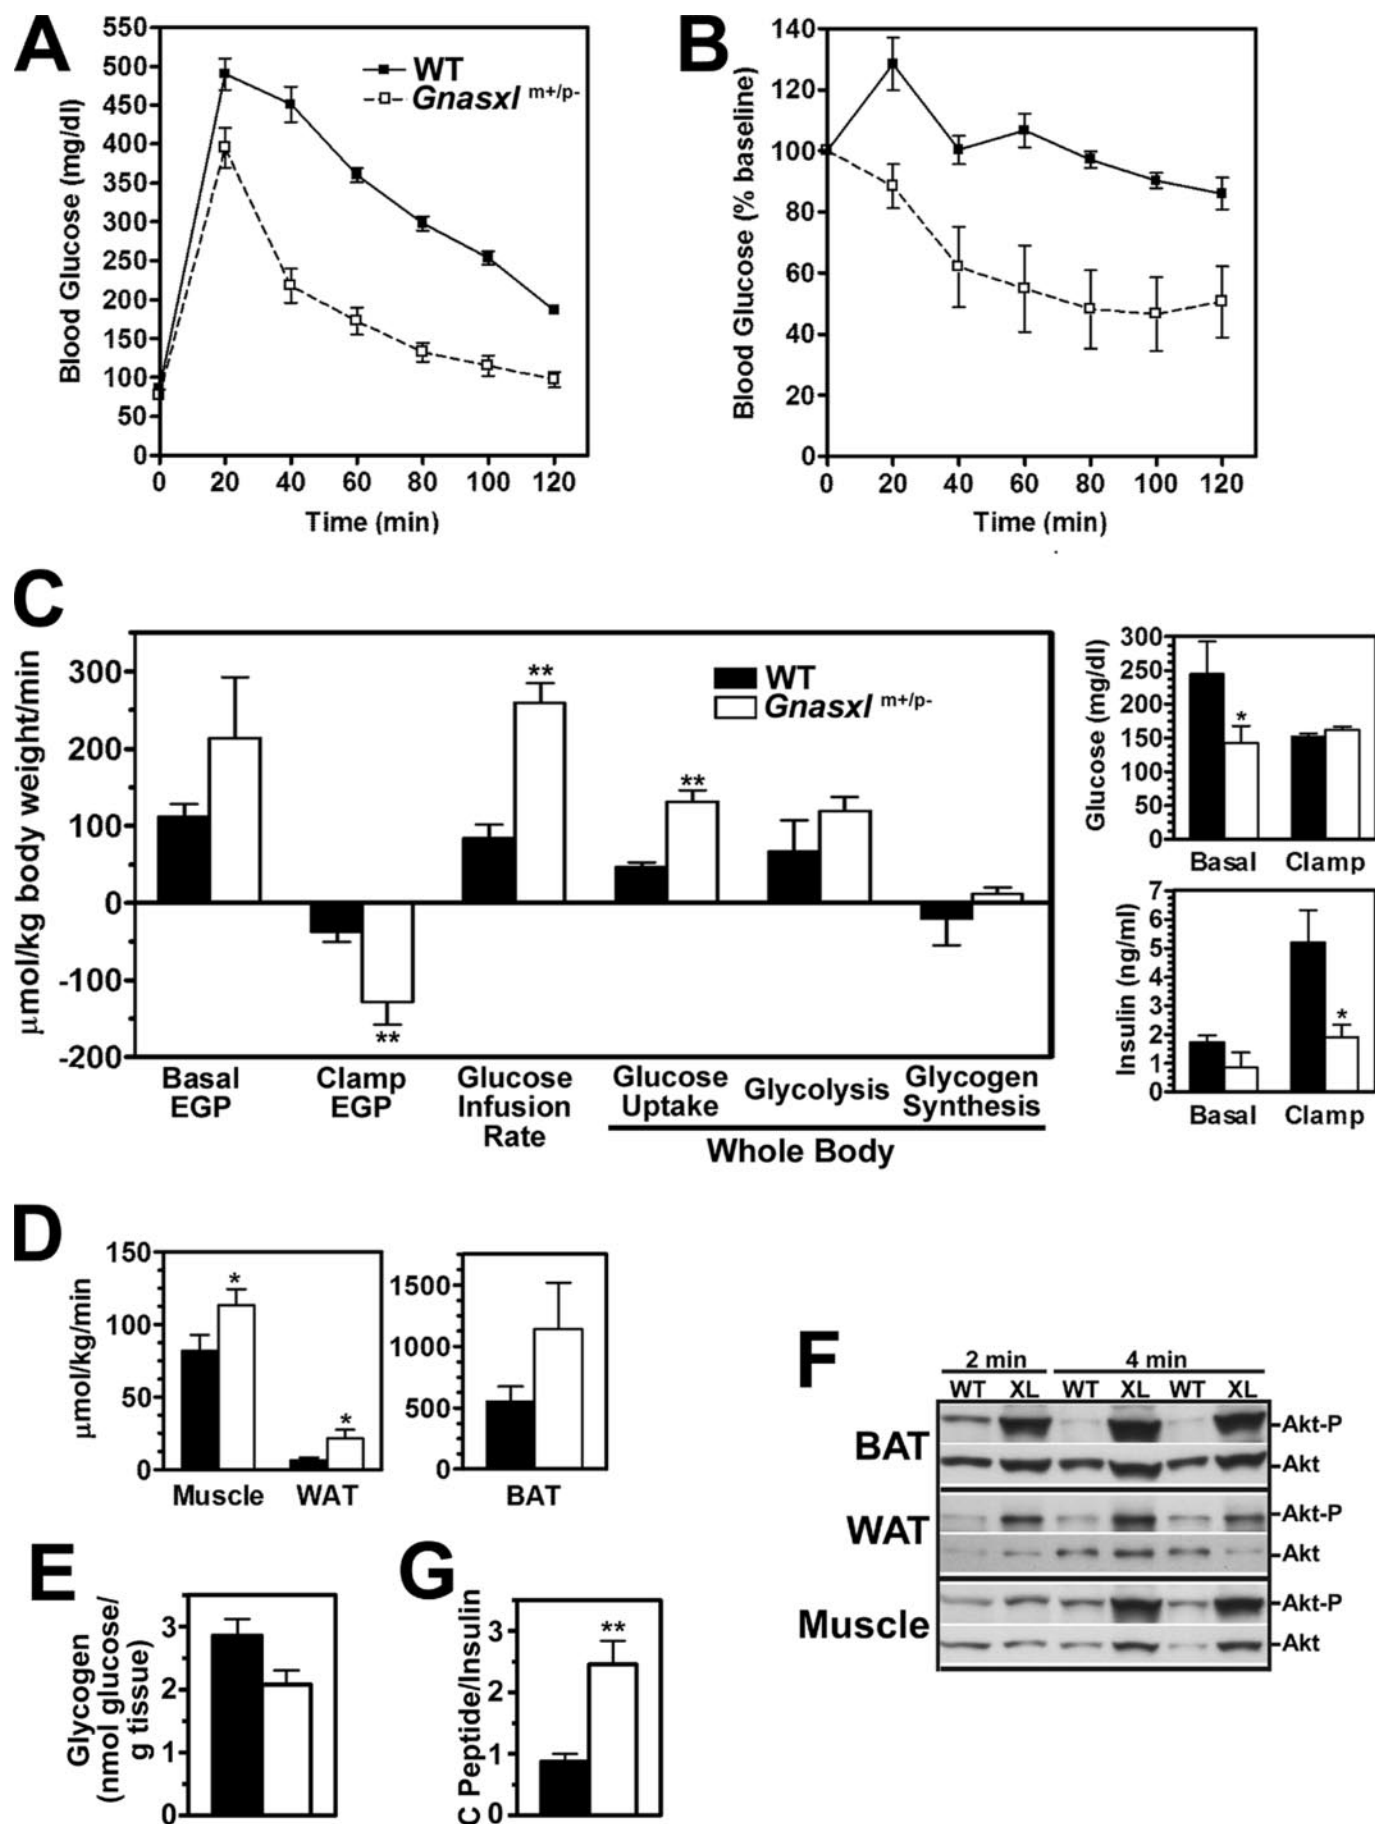 A
Blood Glucose (mg/dl)
550
500
450
400
350
300
250
200
150
100
50
0
WT
Gnasxl m+/p-
0 20 40 60 80 100 120
Time (min)
B
Blood Glucose (% baseline)
140
120
100
80
60
40
20
0
0 20 40 60 80 100 120
Time (min)
C
μmol/kg body weight/min
300
200
100
0
-100
-200
WT
Gnasxl m+/p-
**
**
**
Basal
EGP
Clamp
EGP
Glucose
Infusion
Rate
Glucose
Uptake
Glycolysis
Glycogen
Synthesis
Whole Body
Glucose (mg/dl)
300
250
200
150
100
50
0
*
Basal Clamp
Insulin (ng/ml)
7
6
5
4
3
2
1
0
*
Basal Clamp
D
μmol/kg/min
150
100
50
0
*
*
Muscle WAT
1500
1000
500
0
BAT
E
Glycogen
(nmol glucose/
g tissue)
3
2
1
0
G
C Peptide/Insulin
3
2
1
0
**
F
2 min 4 min
WT XL WT XL WT XL
BAT
-Akt-P
-Akt
WAT
-Akt-P
-Akt
Muscle
-Akt-P
-Akt